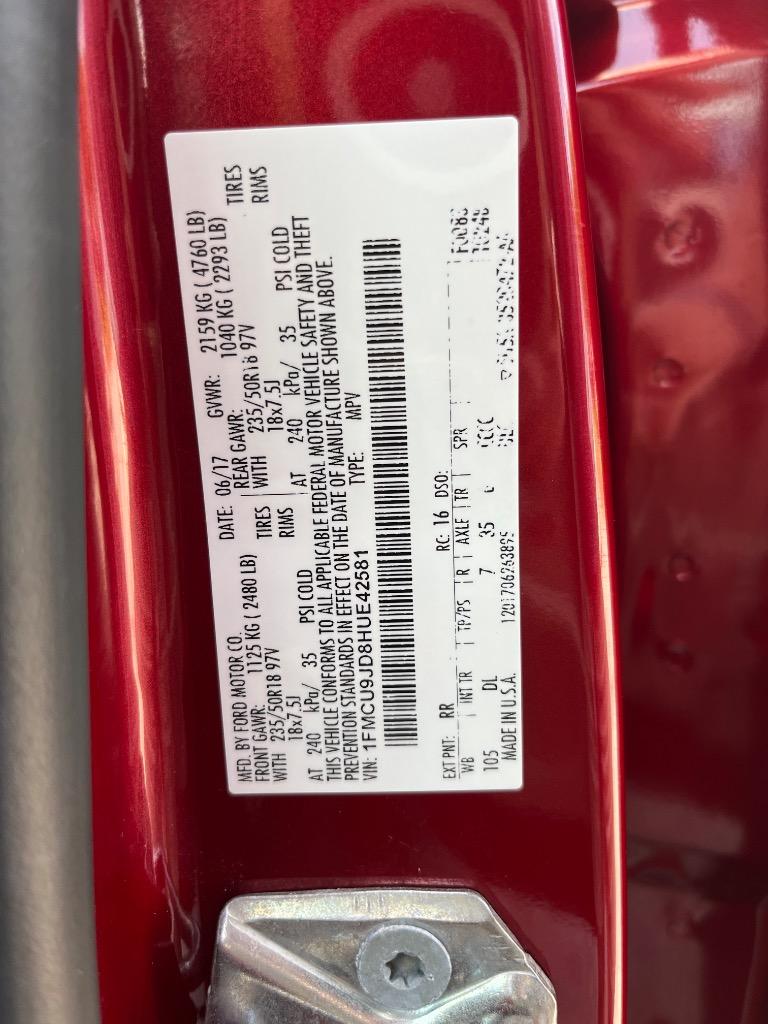 MFD. BY FORD MOTOR CO.
DATE: 06/17 GVWR: 2159 KG ( 4760 LB)
FRONT GAWR: 1125 KG ( 2480 LB) REAR GAWR: 1040 KG ( 2293 LB)
WITH 235/50R18 97V TIRES WITH 235/50R18 97V TIRES
18x7.5J RIMS 18x7.5J RIMS
AT 240 kPa/ 35 PSI COLD AT 240 kPa/ 35 PSI COLD
THIS VEHICLE CONFORMS TO ALL APPLICABLE FEDERAL MOTOR VEHICLE SAFETY AND THEFT
PREVENTION STANDARDS IN EFFECT ON THE DATE OF MANUFACTURE SHOWN ABOVE.
VIN: 1FMCU9JD8HUE42581 TYPE: MPV
EXT PNT: RR RC: 16 DSO:
WB INT TR TP/PS R AXLE TR SPR
105 DL 7 35
MADE IN U.S.A. 1201706263895